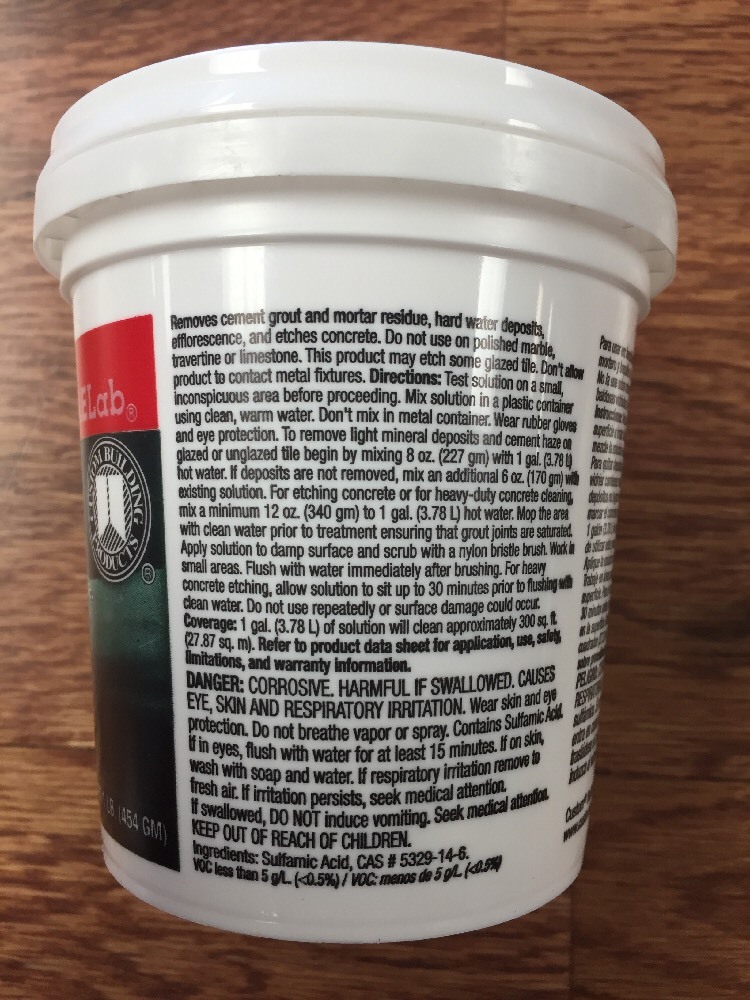 Removes cement grout and mortar residue, hard water deposits,
efflorescence, and etches concrete. Do not use on polished marble,
travertine or limestone. This product may etch some glazed tile. Don't allow
product to contact metal fixtures. Directions: Test solution on a small,
inconspicuous area before proceeding. Mix solution in a plastic container
using clean, warm water. Don't mix in metal container. Wear rubber gloves
and eye protection. To remove light mineral deposits and cement haze on
glazed or unglazed tile begin by mixing 8 oz. (227 gm) with 1 gal. (3.78 l)
hot water. If deposits are not removed, mix an additional 6 oz. (170 gm) with
existing solution. For etching concrete or for heavy-duty concrete cleaning,
mix a minimum 12 oz. (340 gm) to 1 gal. (3.78 L) hot water. Mop the area
with clean water prior to treatment ensuring that grout joints are saturated.
Apply solution to damp surface and scrub with a nylon bristle brush. Work in
small areas. Flush with water immediately after brushing. For heavy
concrete etching, allow solution to sit up to 30 minutes prior to flushing with
clean water. Do not use repeatedly or surface damage could occur.
Coverage: 1 gal. (3.78 L) of solution will clean approximately 300 sq. ft.
(27.87 sq. m). Refer to product data sheet for application, use, safety,
limitations, and warranty information.
DANGER: CORROSIVE. HARMFUL IF SWALLOWED. CAUSES
EYE, SKIN AND RESPIRATORY IRRITATION. Wear skin and eye
protection. Do not breathe vapor or spray. Contains Sulfamic Acid.
If in eyes, flush with water for at least 15 minutes. If on skin,
wash with soap and water. If respiratory irritation remove to
fresh air. If irritation persists, seek medical attention.
If swallowed, DO NOT induce vomiting. Seek medical attention.
KEEP OUT OF REACH OF CHILDREN.
Ingredients: Sulfamic Acid, CAS # 5329-14-6.
VOC less than 5 g/L. (<0.5%) / VOC: menos de 5 g/L. (<0.5%)
ELab®
BUILDING
PRODUCTS ®
LB (454 GM)
Para